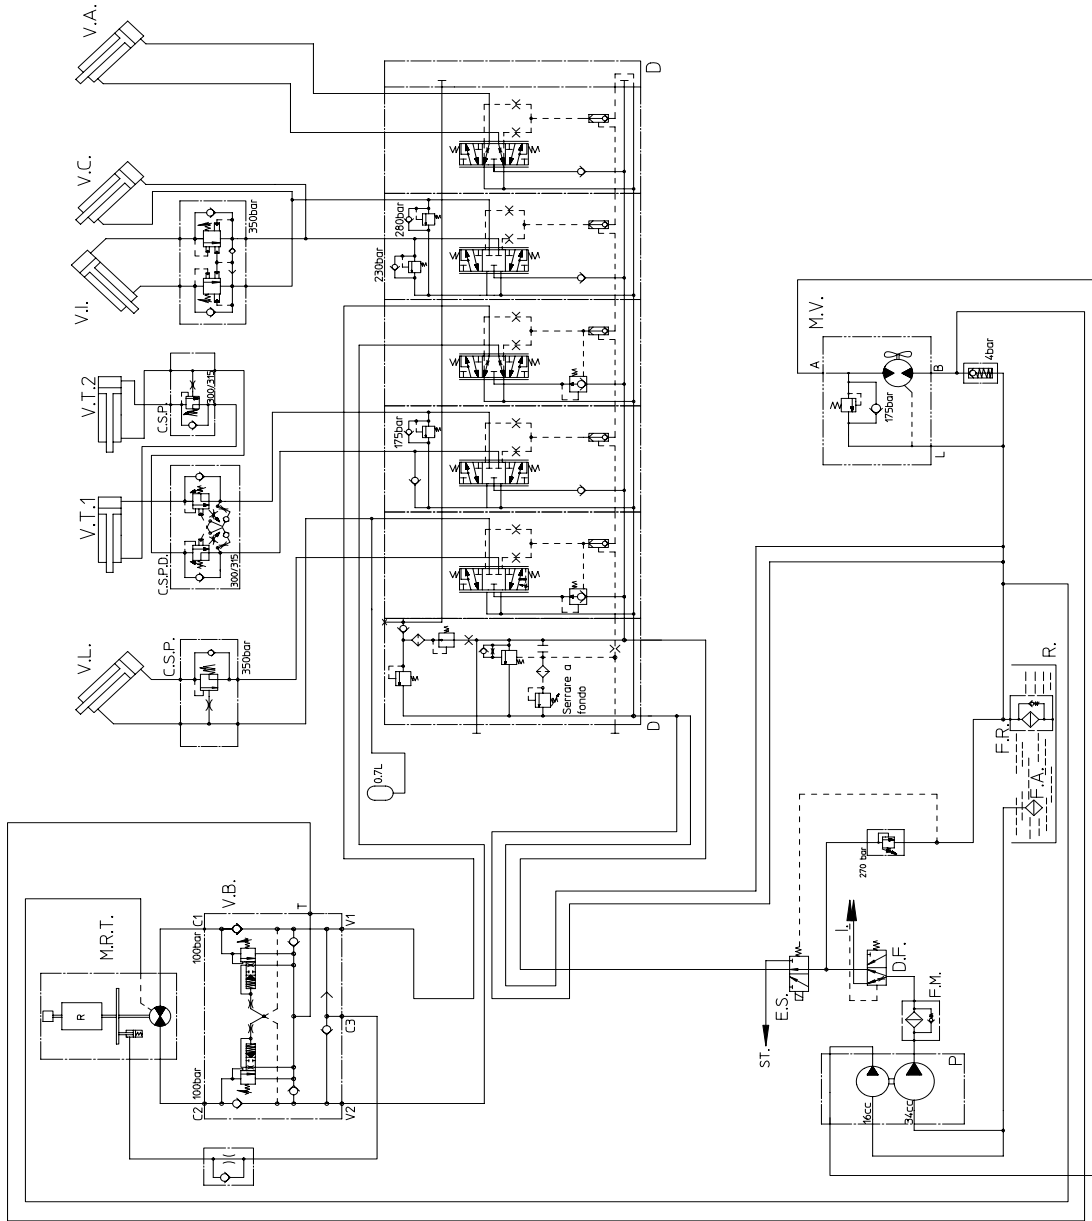 V.A.
V.C.
V.I.
350bar
V.T.2
C.S.P.
300/315
V.T.1
C.S.P.D.
300/315
V.L.
C.S.P.
350bar
D
280bar
230bar
175bar
Serrare a
fondo
D
0.7L
M.V.
A
B
L
175bar
4bar
M.R.T.
R
V.B.
T
C1
100bar
V1
C3
C2
100bar
V2
R.
F.R.
F.A.
270 bar
I.
D.F.
E.S.
ST.
F.M.
P
16cc
34cc